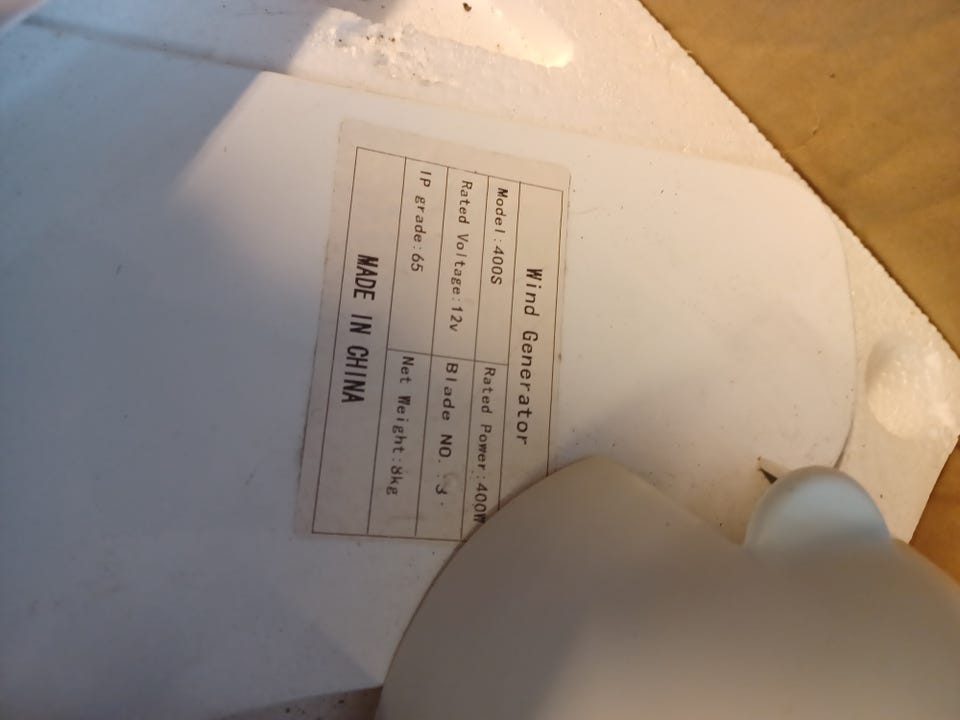 Wind Generator
Model:400S Rated Power:400W
Rated Voltage:12v Blade NO.:3.
IP grade:65 Net Weight:8kg
MADE IN CHINA